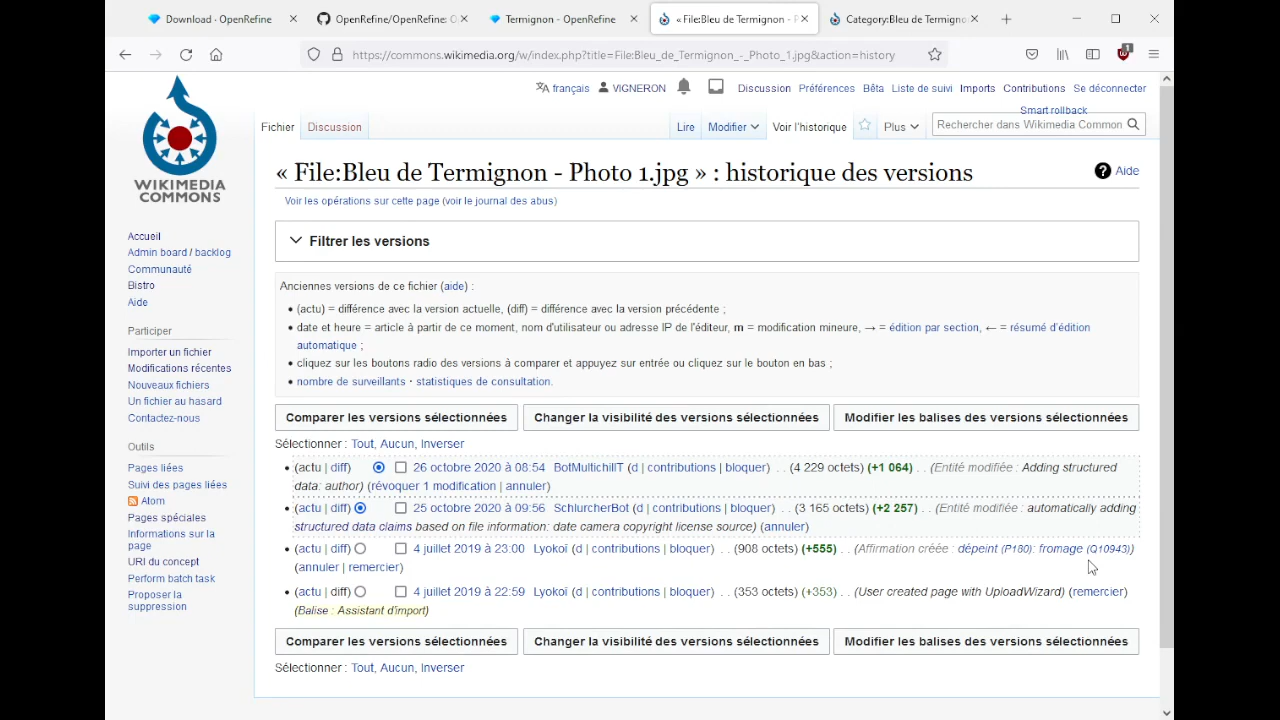 Download - OpenRefine
OpenRefine/OpenRefine: O
Termignon - OpenRefine
« File:Bleu de Termignon - P
Category:Bleu de Termigno
https://commons.wikimedia.org/w/index.php?title=File:Bleu_de_Termignon_-_Photo_1.jpg&action=history
1
français VIGNERON Discussion Préférences Bêta Liste de suivi Imports Contributions Se déconnecter
Smart rollback
Fichier Discussion Lire Modifier Voir l'historique Plus Rechercher dans Wikimedia Common
WIKIMEDIA
COMMONS
« File:Bleu de Termignon - Photo 1.jpg » : historique des versions
Aide
Voir les opérations sur cette page (voir le journal des abus)
Filtrer les versions
Accueil
Admin board / backlog
Communauté
Bistro
Aide
Participer
Importer un fichier
Modifications récentes
Nouveaux fichiers
Un fichier au hasard
Contactez-nous
Outils
Pages liées
Suivi des pages liées
Atom
Pages spéciales
Informations sur la
page
URI du concept
Perform batch task
Proposer la
suppression
Anciennes versions de ce fichier (aide) :
• (actu) = différence avec la version actuelle, (diff) = différence avec la version précédente ;
• date et heure = article à partir de ce moment, nom d'utilisateur ou adresse IP de l'éditeur, m = modification mineure, → = édition par section, ← = résumé d'édition
automatique ;
• cliquez sur les boutons radio des versions à comparer et appuyez sur entrée ou cliquez sur le bouton en bas ;
• nombre de surveillants · statistiques de consultation.
Comparer les versions sélectionnées Changer la visibilité des versions sélectionnées Modifier les balises des versions sélectionnées
Sélectionner : Tout, Aucun, Inverser
• (actu | diff) 26 octobre 2020 à 08:54 BotMultichillT (d | contributions | bloquer) . . (4 229 octets) (+1 064) . . (Entité modifiée : Adding structured
data: author) (révoquer 1 modification | annuler)
• (actu | diff) 25 octobre 2020 à 09:56 SchlurcherBot (d | contributions | bloquer) . . (3 165 octets) (+2 257) . . (Entité modifiée : automatically adding
structured data claims based on file information: date camera copyright license source) (annuler)
• (actu | diff) 4 juillet 2019 à 23:00 Lyokoï (d | contributions | bloquer) . . (908 octets) (+555) . . (Affirmation créée : dépeint (P180): fromage (Q10943))
(annuler | remercier)
• (actu | diff) 4 juillet 2019 à 22:59 Lyokoï (d | contributions | bloquer) . . (353 octets) (+353) . . (User created page with UploadWizard) (remercier)
(Balise : Assistant d'import)
Comparer les versions sélectionnées Changer la visibilité des versions sélectionnées Modifier les balises des versions sélectionnées
Sélectionner : Tout, Aucun, Inverser